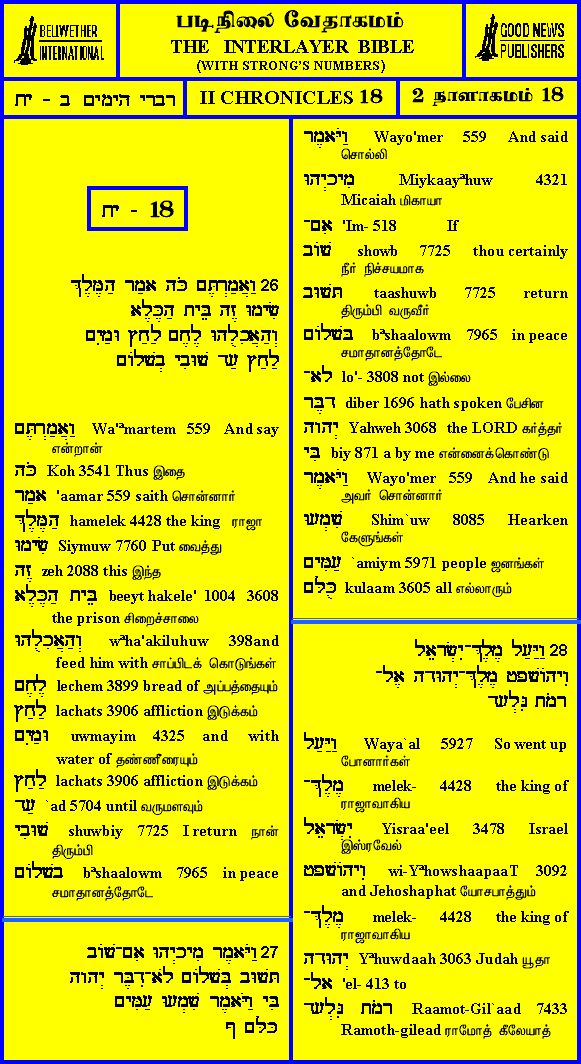 BELLWETHER
INTERNATIONAL
படிநிலை வேதாகமம்
THE INTERLAYER BIBLE
(WITH STRONG'S NUMBERS)
GOOD NEWS
PUBLISHERS
דברי הימים ב - יח
II CHRONICLES 18
2 நாளாகமம் 18
18 - יח
26 וַאֲמַרְתֶּם כֹּה אָמַר הַמֶּלֶךְ
שִׂימוּ זֶה בֵּית הַכֶּלֶא
וְהַאֲכִלֻהוּ לֶחֶם לַחַץ וּמַיִם
לַחַץ עַד שׁוּבִי בְשָׁלוֹם
וַאֲמַרְתֶּם Wa'ªmartem 559 And say
என்றான்
כֹּה Koh 3541 Thus இதை
אָמַר 'aamar 559 saith சொன்னார்
הַמֶּלֶךְ hamelek 4428 the king ராஜா
שִׂימוּ Siymuw 7760 Put வைத்து
זֶה zeh 2088 this இந்த
בֵּית הַכֶּלֶא beeyt hakele' 1004 3608
the prison சிறைச்சாலை
וְהַאֲכִלֻהוּ wªha'akiluhuw 398and
feed him with சாப்பிடக் கொடுங்கள்
לֶחֶם lechem 3899 bread of அப்பத்தையும்
לַחַץ lachats 3906 affliction இடுக்கம்
וּמַיִם uwmayim 4325 and with
water of தண்ணீரையும்
לַחַץ lachats 3906 affliction இடுக்கம்
עַד `ad 5704 until வருமளவும்
שׁוּבִי shuwbiy 7725 I return நான்
திரும்பி
בְשָׁלוֹם bªshaalowm 7965 in peace
சமாதானத்தோடே
27 וַיֹּאמֶר מִיכָיְהוּ אִם־שׁוֹב
תָּשׁוּב בְּשָׁלוֹם לֹא־דִבֶּר יְהוָה
בִּי וַיֹּאמֶר שִׁמְעוּ עַמִּים
כֻּלָּם ף
וַיֹּאמֶר Wayo'mer 559 And said
சொல்லி
מִיכָיְהוּ Miykaayªhuw 4321
Micaiah மிகாயா
אִם־ 'Im- 518 If
שׁוֹב showb 7725 thou certainly
நீர் நிச்சயமாக
תָּשׁוּב taashuwb 7725 return
திரும்பி வருவீர்
בְּשָׁלוֹם bªshaalowm 7965 in peace
சமாதானத்தோடே
לֹא־ lo'- 3808 not இல்லை
דִבֶּר diber 1696 hath spoken பேசின
יְהוָה Yahweh 3068 the LORD கர்த்தர்
בִּי biy 871 a by me என்னைக்கொண்டு
וַיֹּאמֶר Wayo'mer 559 And he said
அவர் சொன்னார்
שִׁמְעוּ Shim`uw 8085 Hearken
கேளுங்கள்
עַמִּים `amiym 5971 people ஜனங்கள்
כֻּלָּם kulaam 3605 all எல்லாரும்
28 וַיַּעַל מֶלֶךְ־יִשְׂרָאֵל
וִיהוֹשָׁפָט מֶלֶךְ־יְהוּדָה אֶל־
רָמֹת גִּלְעָד
וַיַּעַל Waya`al 5927 So went up
போனார்கள்
מֶלֶךְ־ melek- 4428 the king of
ராஜாவாகிய
יִשְׂרָאֵל Yisraa'eel 3478 Israel
இஸ்ரவேல்
וִיהוֹשָׁפָט wi-YªhowshaapaaT 3092
and Jehoshaphat யோசபாத்தும்
מֶלֶךְ־ melek- 4428 the king of
ராஜாவாகிய
יְהוּדָה Yªhuwdaah 3063 Judah யூதா
אֶל־ 'el- 413 to
רָמֹת גִּלְעָד Raamot-Gil`aad 7433
Ramoth-gilead ராமோத் கீலேயாத்